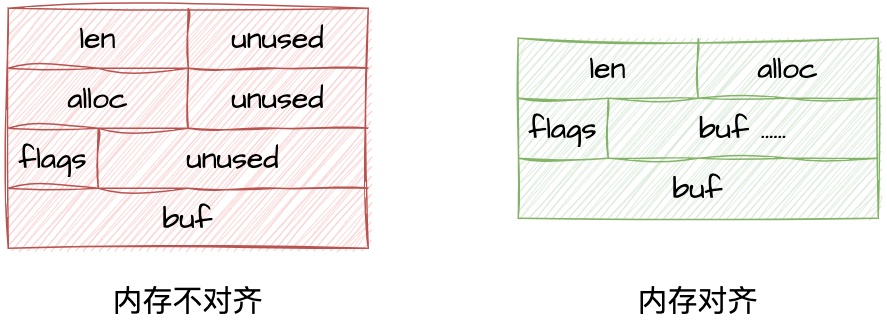 len unused
alloc unused
flags unused
buf
内存不对齐
len alloc
flags buf ......
buf
内存对齐